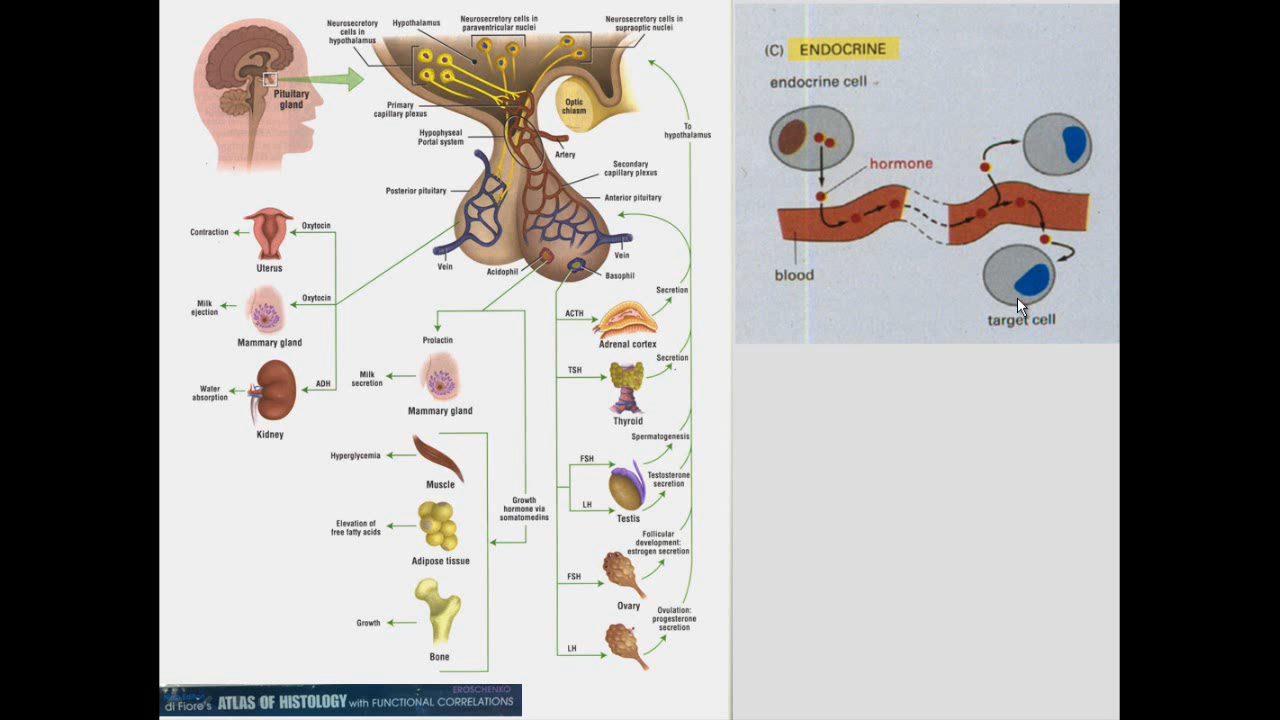 Neurosecretory
cells in
hypothalamus
Hypothalamus
Neurosecretory cells in
paraventricular nuclei
Neurosecretory cells in
supraoptic nuclei
Pituitary
gland
Primary
capillary plexus
Optic
chiasm
To
hypothalamus
Hypophyseal
Portal system
Artery
Secondary
capillary plexus
Posterior pituitary
Anterior pituitary
Vein
Acidophil
Vein
Basophil
Contraction
Oxytocin
Uterus
Oxytocin
Milk
ejection
Mammary gland
Water
absorption
ADH
Kidney
Prolactin
Milk
secretion
Mammary gland
Hyperglycemia
Muscle
Elevation of
free fatty acids
Adipose tissue
Growth
Bone
Growth
hormone via
somatomedins
ACTH
Secretion
Adrenal cortex
TSH
Secretion
Thyroid
Spermatogenesis
FSH
Testosterone
secretion
LH
Testis
Follicular
development:
estrogen secretion
FSH
Ovary
Ovulation:
progesterone
secretion
LH
EROSCHENKO
di Fiore's ATLAS OF HISTOLOGY with FUNCTIONAL CORRELATIONS
(C) ENDOCRINE
endocrine cell
hormone
blood
target cell